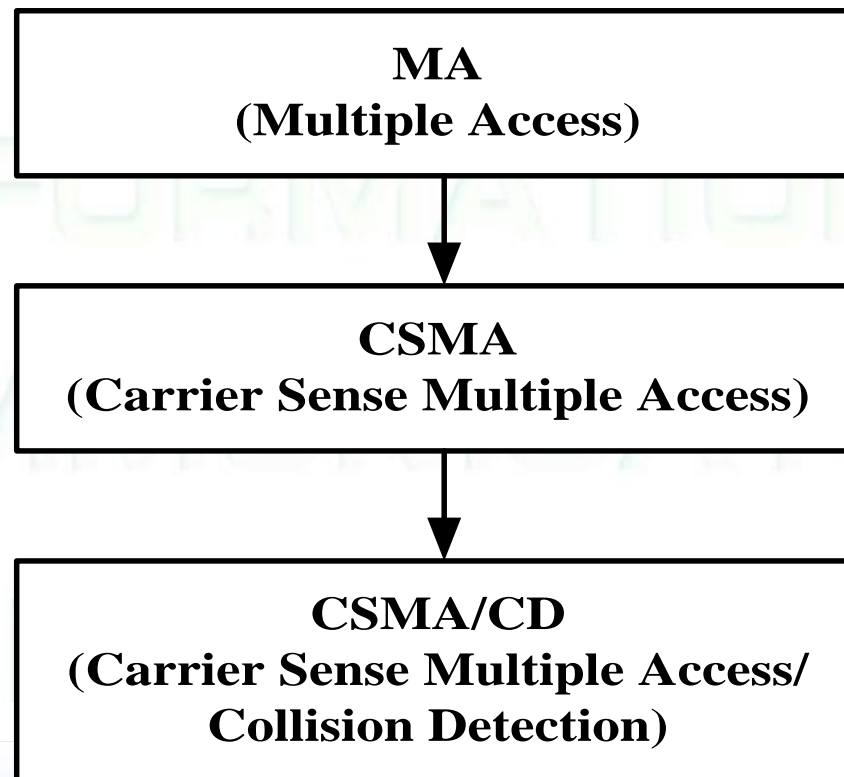 MA
(Multiple Access)
CSMA
(Carrier Sense Multiple Access)
CSMA/CD
(Carrier Sense Multiple Access/
Collision Detection)